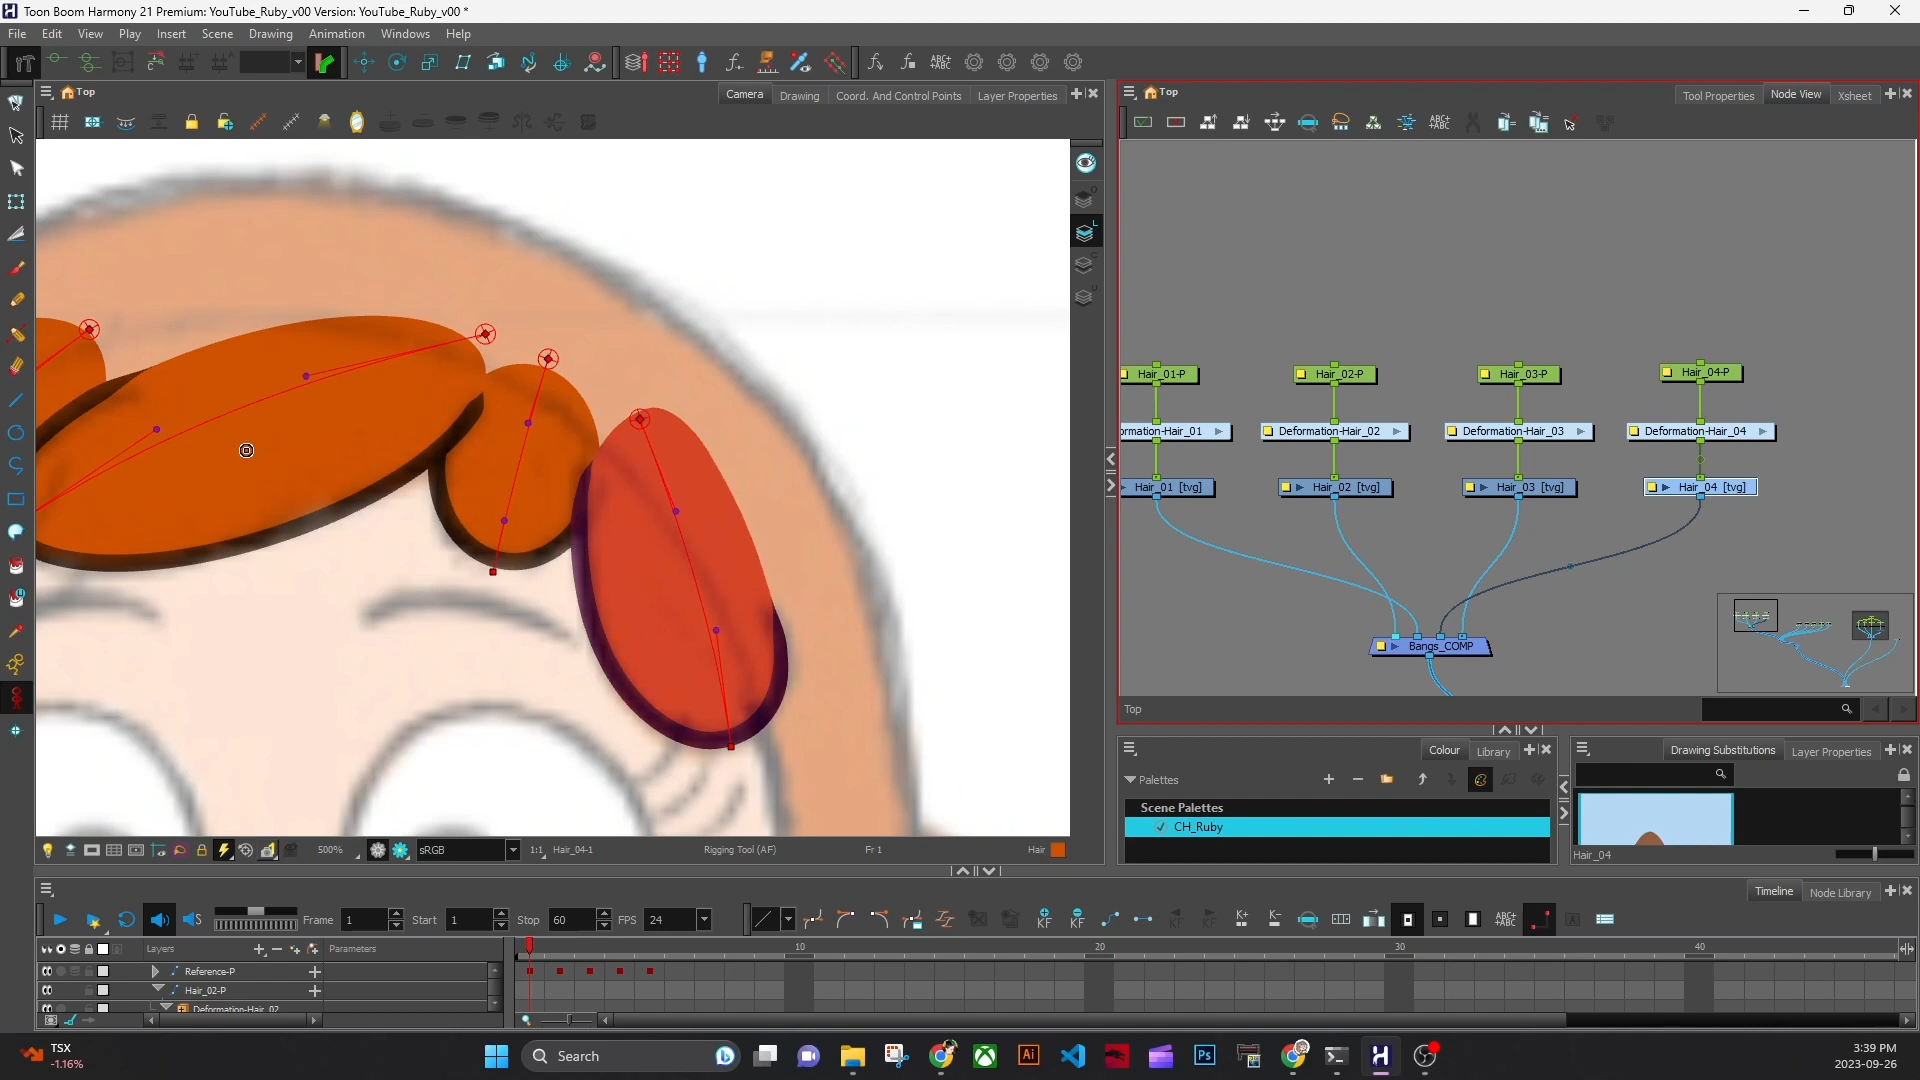 Toon Boom Harmony 21 Premium: YouTube_Ruby_v00 Version: YouTube_Ruby_v00 *
File Edit View Play Insert Scene Drawing Animation Windows Help
Top
Camera Drawing Coord. And Control Points Layer Properties
Top
Tool Properties Node View Xsheet
Hair_01-P Hair_02-P Hair_03-P Hair_04-P
ormation-Hair_01 Deformation-Hair_02 Deformation-Hair_03 Deformation-Hair_04
Hair_01 [tvg] Hair_02 [tvg] Hair_03 [tvg] Hair_04 [tvg]
Bangs_COMP
Top
Colour Library
Palettes
Scene Palettes
CH_Ruby
Drawing Substitutions Layer Properties
Hair_04
500% sRGB 1:1 Hair_04-1 Rigging Tool (AF) Fr 1 Hair
Timeline Node Library
Frame 1 Start 1 Stop 60 FPS 24
Layers Parameters
10 20 30 40
Reference-P
Hair_02-P
Deformation-Hair_02
TSX
-1.16%
Search
3:39 PM
2023-09-26